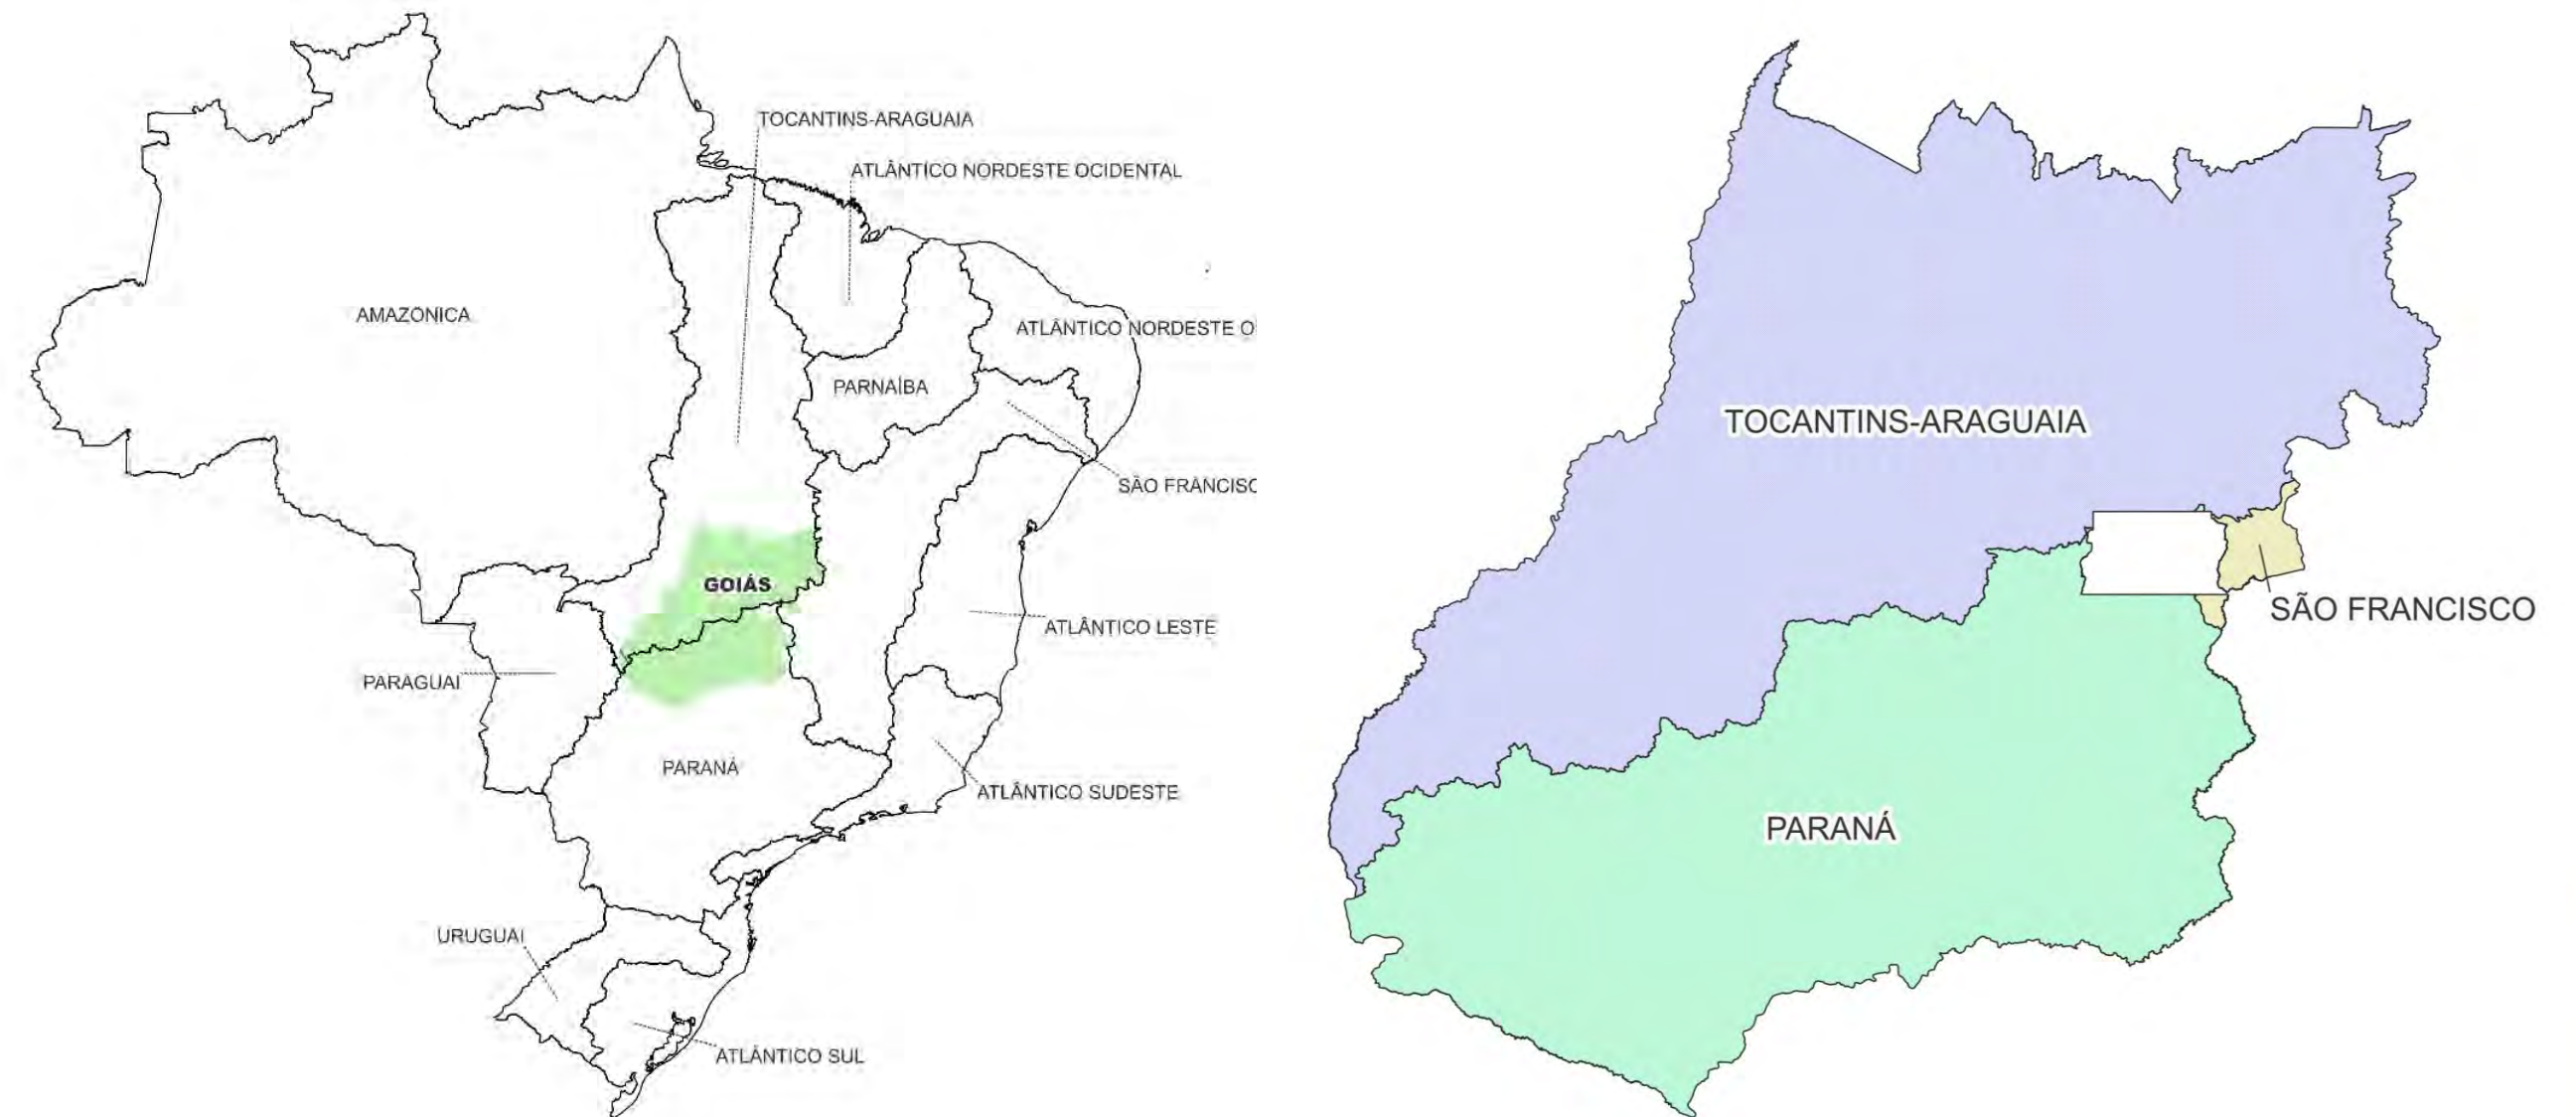 TOCANTINS-ARAGUAIA
ATLÂNTICO NORDESTE OCIDENTAL
AMAZONICA
ATLÂNTICO NORDESTE O
PARNAÍBA
SÃO FRANCISC
GOIÁS
ATLÂNTICO LESTE
PARAGUAI
PARANÁ
ATLÂNTICO SUDESTE
URUGUAI
ATLÂNTICO SUL
TOCANTINS-ARAGUAIA
SÃO FRANCISCO
PARANÁ